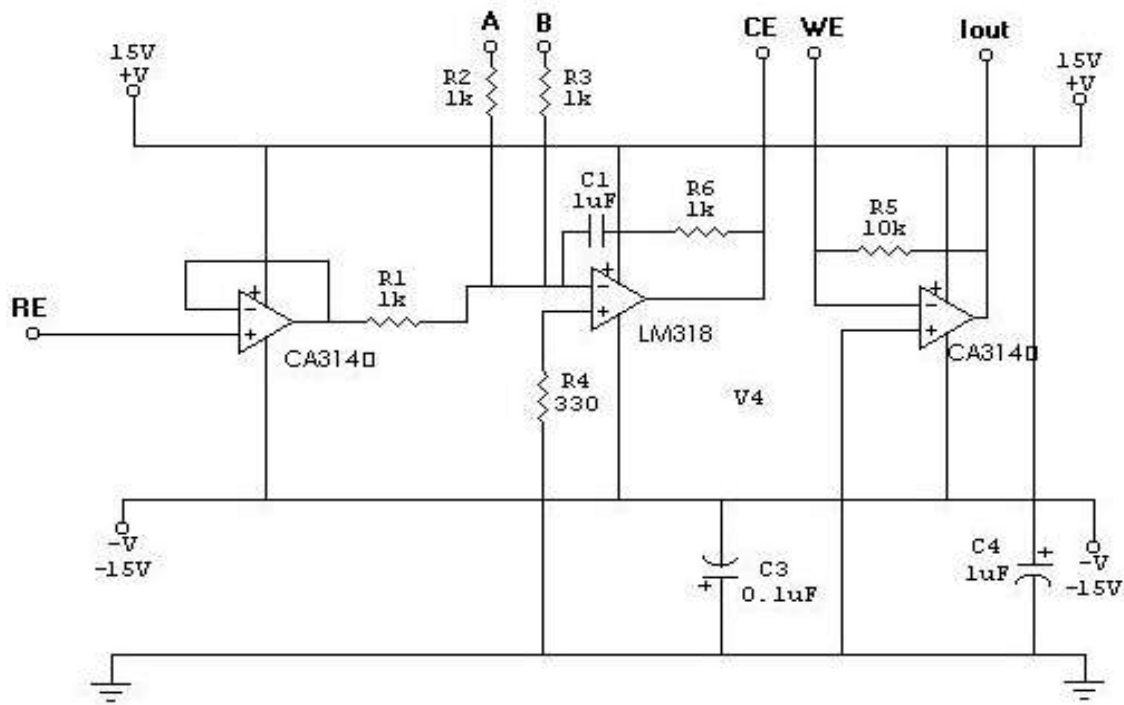 A B CE WE Iout
15V
+V
R2
1k
R3
1k
15V
+V
C1
1uF
R6
1k
R5
10k
RE
R1
1k
+
−
+
CA3140
+
−
+
LM318
+
−
+
CA3140
R4
330
V4
-V
-15V
+
C3
0.1uF
C4
1uF
+
-V
-15V